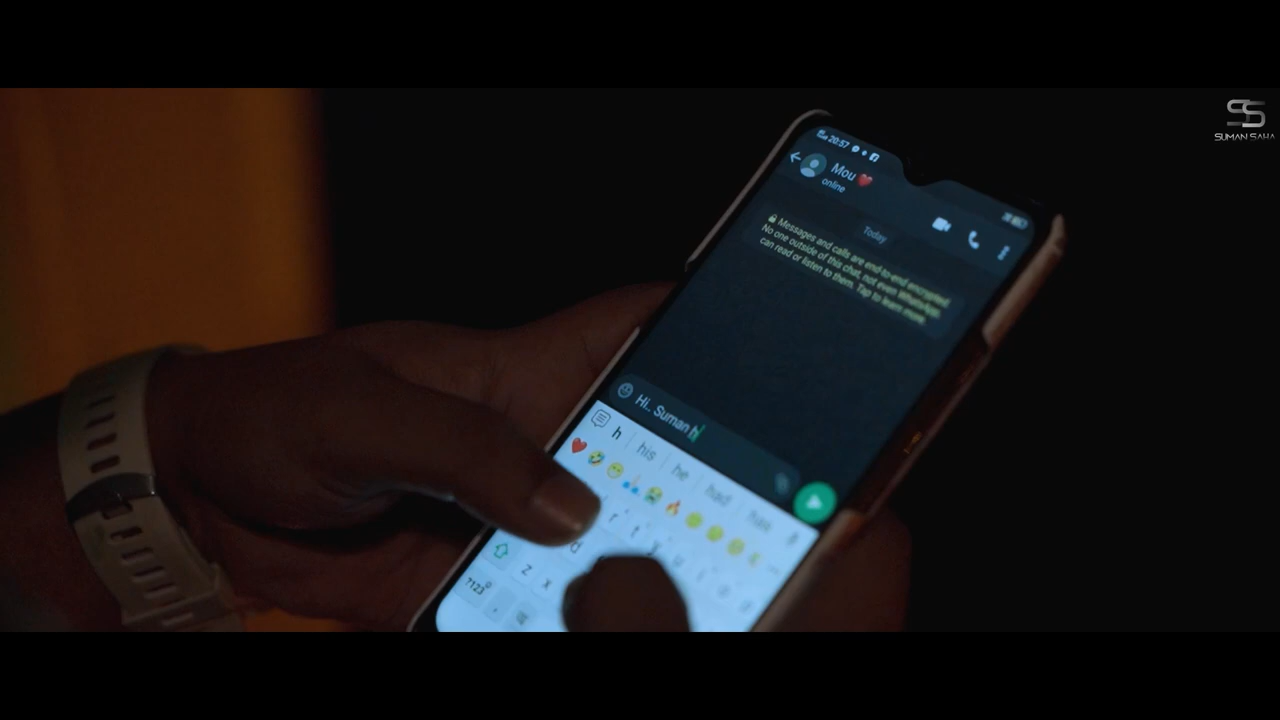 SUMAN SAHA
20:57
Mou ❤️
online
Today
Messages and calls are end-to-end encrypted.
No one outside of this chat, not even WhatsApp,
can read or listen to them. Tap to learn more.
Hi.. Suman h
h his he had has
r t y u
d
z x
?123 ,